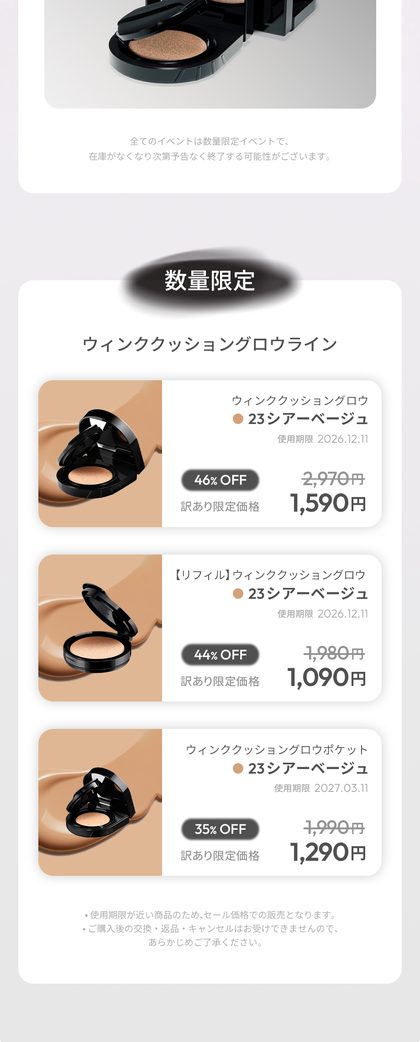 全てのイベントは数量限定イベントで、
在庫がなくなり次第予告なく終了する可能性がございます。
数量限定
ウィンククッショングロウライン
ウィンククッショングロウ
23シアーベージュ
使用期限 2026.12.11
46% OFF
2,970円
訳あり限定価格
1,590円
【リフィル】ウィンククッショングロウ
23シアーベージュ
使用期限 2026.12.11
44% OFF
1,980円
訳あり限定価格
1,090円
ウィンククッショングロウポケット
23シアーベージュ
使用期限 2027.03.11
35% OFF
1,990円
訳あり限定価格
1,290円
• 使用期限が近い商品のため、セール価格での販売となります。
• ご購入後の交換・返品・キャンセルはお受けできませんので、
あらかじめご了承ください。